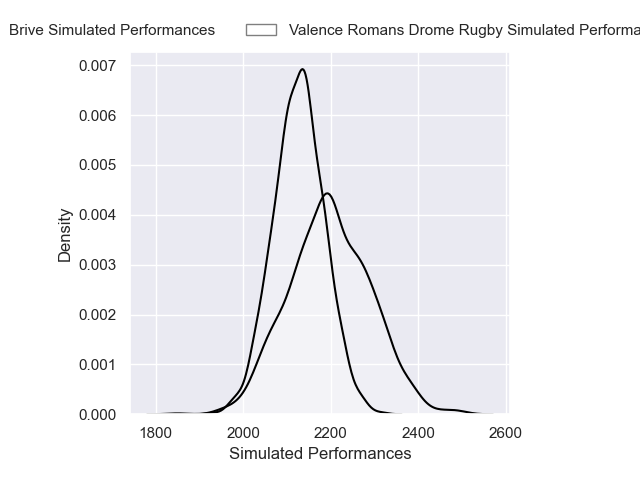 Brive Simulated Performances
Valence Romans Drome Rugby Simulated Performa
0.007
0.006
0.005
0.004
0.003
0.002
0.001
0.000
Density
1800 2000 2200 2400 2600
Simulated Performances